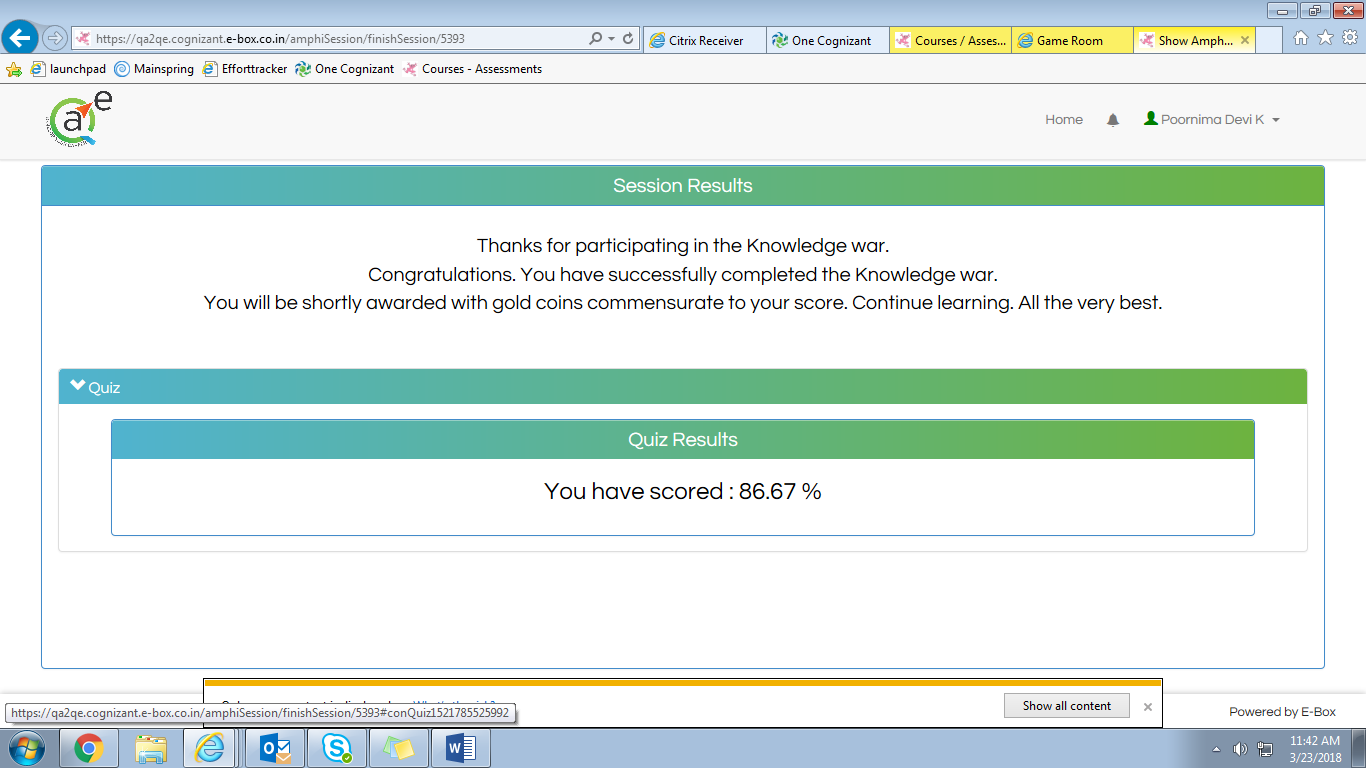 https://qa2qe.cognizant.e-box.co.in/amphiSession/finishSession/5393
Citrix Receiver
One Cognizant
Courses / Asses...
Game Room
Show Amph...
launchpad
Mainspring
Efforttracker
One Cognizant
Courses - Assessments
a e
Home
Poornima Devi K
Session Results
Thanks for participating in the Knowledge war.
Congratulations. You have successfully completed the Knowledge war.
You will be shortly awarded with gold coins commensurate to your score. Continue learning. All the very best.
Quiz
Quiz Results
You have scored : 86.67 %
Show all content
https://qa2qe.cognizant.e-box.co.in/amphiSession/finishSession/5393#conQuiz1521785525992
Powered by E-Box
11:42 AM
3/23/2018